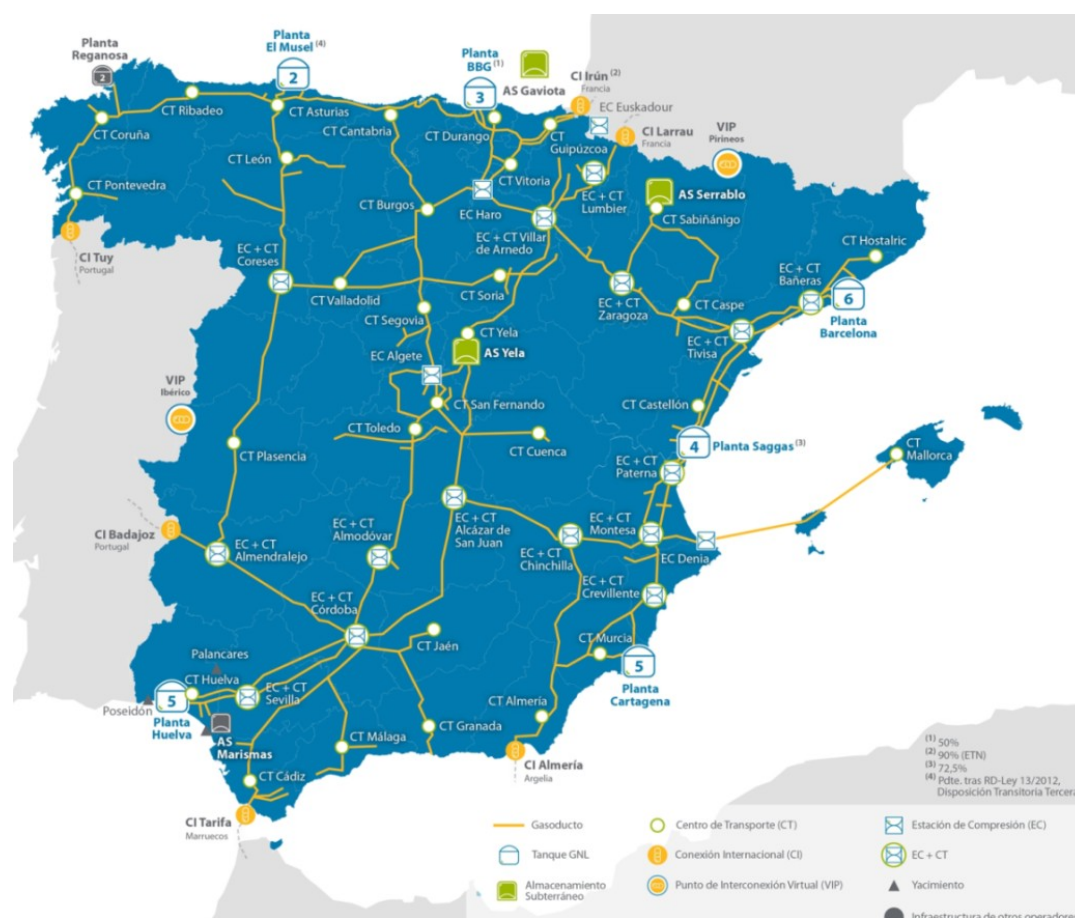 Planta
Reganosa
2
Planta
El Musel (4)
2
Planta
BBG (1)
3
AS Gaviota
CI Irún (2)
Francia
EC Euskadour
CI Larrau
Francia
VIP
Pirineos
CT Ribadeo
CT Asturias
CT Cantabria
CT Durango
CT
Guipúzcoa
CT Coruña
CT León
CT Vitoria
EC + CT
Lumbier
AS Serrablo
CT Pontevedra
CT Burgos
EC Haro
CT Sabiñánigo
CI Tuy
Portugal
EC + CT
Coreses
EC + CT Villar
de Arnedo
CT Hostalric
CT Valladolid
CT Soria
EC + CT
Zaragoza
CT Caspe
EC + CT
Bañeras
6
Planta
Barcelona
CT Segovia
CT Yela
EC + CT
Tivisa
EC Algete
AS Yela
VIP
Ibérico
CT San Fernando
CT Castellón
CT Toledo
CT Cuenca
4
Planta Saggas (3)
CT
Mallorca
CT Plasencia
EC + CT
Paterna
CI Badajoz
Portugal
EC + CT
Almendralejo
EC + CT
Almodóvar
EC + CT
Alcázar de
San Juan
EC + CT
Chinchilla
EC + CT
Montesa
EC Denia
EC + CT
Crevillente
EC + CT
Córdoba
CT Jaén
CT Murcia
5
Planta
Cartagena
Palancares
CT Huelva
Poseidón
5
Planta
Huelva
EC + CT
Sevilla
AS
Marismas
CT Málaga
CT Granada
CT Almería
CI Almería
Argelia
CT Cádiz
CI Tarifa
Marruecos
(1) 50%
(2) 90% (ETN)
(3) 72,5%
(4) Pdte. tras RD-Ley 13/2012,
Disposición Transitoria Tercera
Gasoducto
Centro de Transporte (CT)
Estación de Compresión (EC)
Tanque GNL
Conexión Internacional (CI)
EC + CT
Almacenamiento
Subterráneo
Punto de Interconexión Virtual (VIP)
Yacimiento
Infraestructura de otros operadores